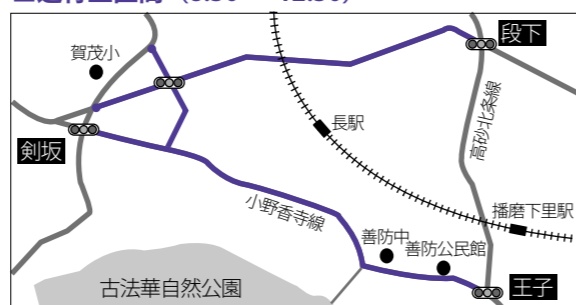 賀茂小
段下
剣坂
長駅
高砂北条線
小野香寺線
播磨下里駅
善防中
善防公民館
古法華自然公園
王子